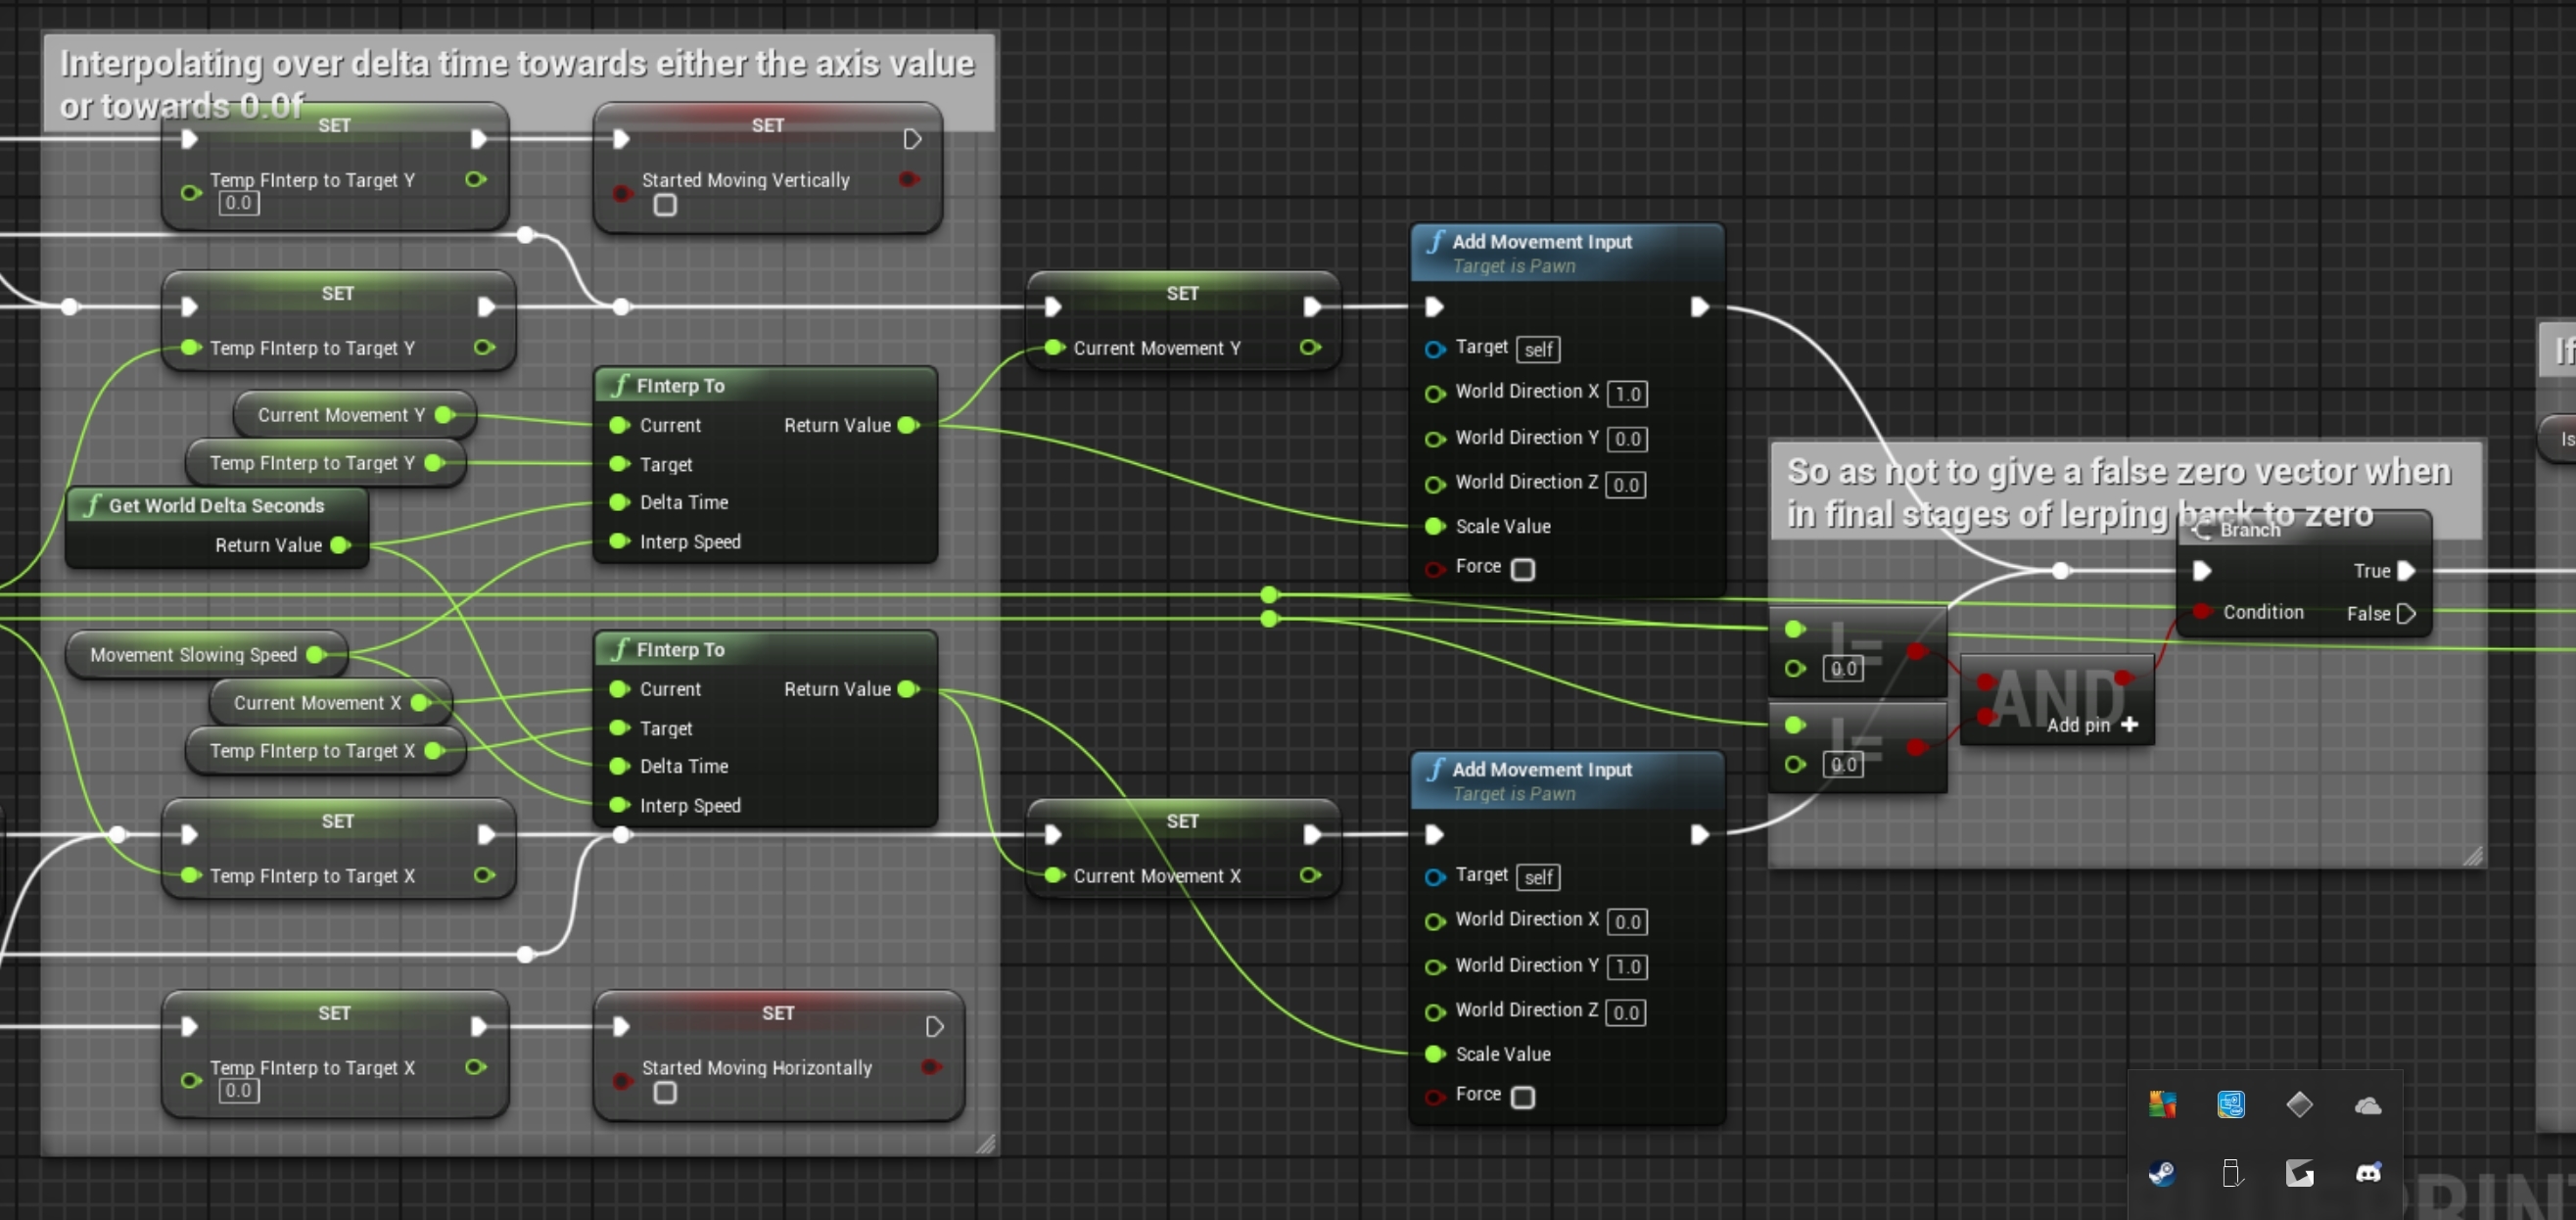 Interpolating over delta time towards either the axis value
or towards 0.0f
SET
Temp FInterp to Target Y
0.0
SET
Started Moving Vertically
SET
Temp FInterp to Target Y
Current Movement Y
Temp FInterp to Target Y
Get World Delta Seconds
Return Value
FInterp To
Current Return Value
Target
Delta Time
Interp Speed
Movement Slowing Speed
Current Movement X
Temp FInterp to Target X
FInterp To
Current Return Value
Target
Delta Time
Interp Speed
SET
Temp FInterp to Target X
SET
Temp FInterp to Target X
0.0
SET
Started Moving Horizontally
SET
Current Movement Y
Add Movement Input
Target is Pawn
Target self
World Direction X 1.0
World Direction Y 0.0
World Direction Z 0.0
Scale Value
Force
SET
Current Movement X
Add Movement Input
Target is Pawn
Target self
World Direction X 0.0
World Direction Y 1.0
World Direction Z 0.0
Scale Value
Force
So as not to give a false zero vector when
in final stages of lerping back to zero
Branch
True
Condition False
!=
0.0
!=
0.0
AND
Add pin +
If
Is